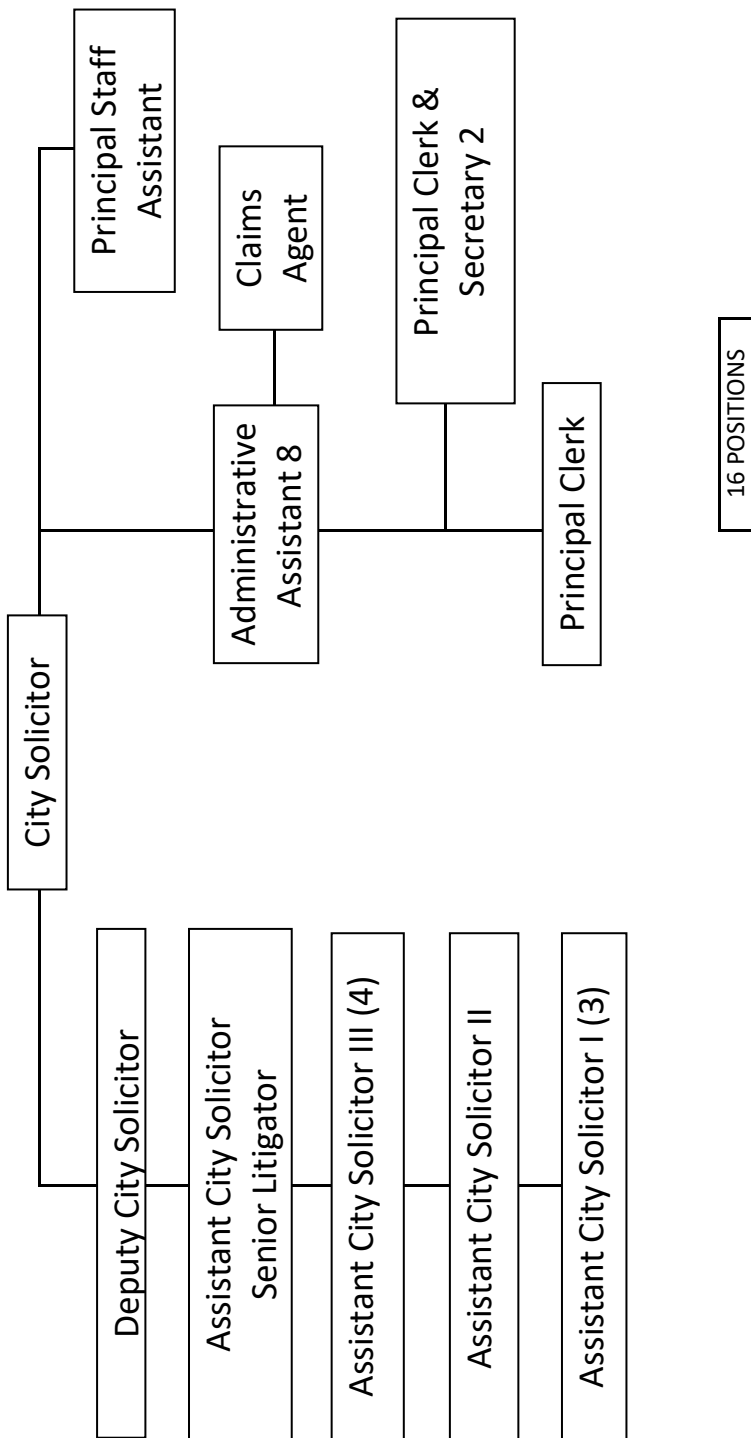 City Solicitor
Deputy City Solicitor
Assistant City Solicitor
Senior Litigator
Assistant City Solicitor III (4)
Assistant City Solicitor II
Assistant City Solicitor I (3)
Principal Staff
Assistant
Administrative
Assistant 8
Claims
Agent
Principal Clerk &
Secretary 2
Principal Clerk
16 POSITIONS